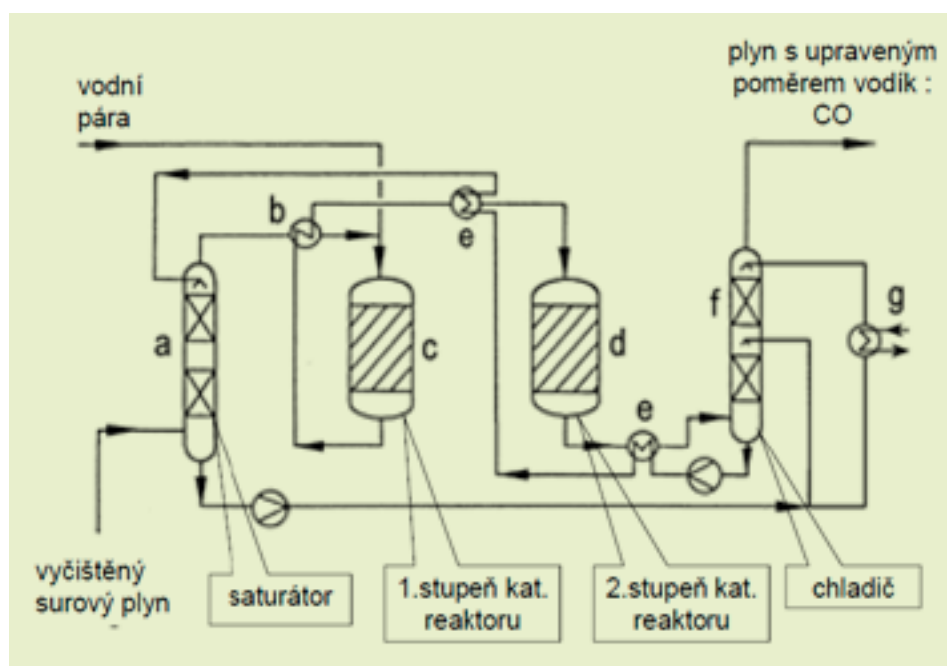 vodní
pára
plyn s upraveným
poměrem vodík :
CO
b
e
a
c
d
f
g
e
vyčištěný
surový plyn
saturátor
1.stupeň kat.
reaktoru
2.stupeň kat.
reaktoru
chladič